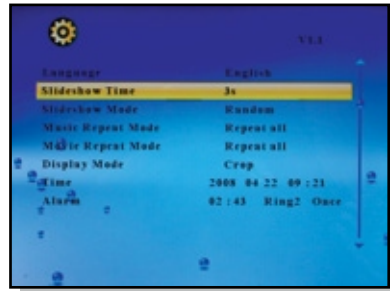 V1.1
Language English
Slideshow Time 3s
Slideshow Mode Random
Music Repeat Mode Repeat all
Movie Repeat Mode Repeat all
Display Mode Crop
Time 2008 04 22 09 : 21
Alarm 02 : 43 Ring2 Once